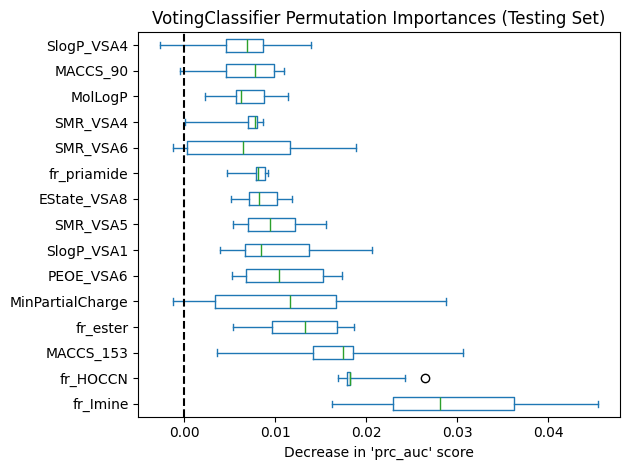 VotingClassifier Permutation Importances (Testing Set)
SlogP_VSA4
MACCS_90
MolLogP
SMR_VSA4
SMR_VSA6
fr_priamide
EState_VSA8
SMR_VSA5
SlogP_VSA1
PEOE_VSA6
MinPartialCharge
fr_ester
MACCS_153
fr_HOCCN
fr_Imine
0.00 0.01 0.02 0.03 0.04
Decrease in 'prc_auc' score